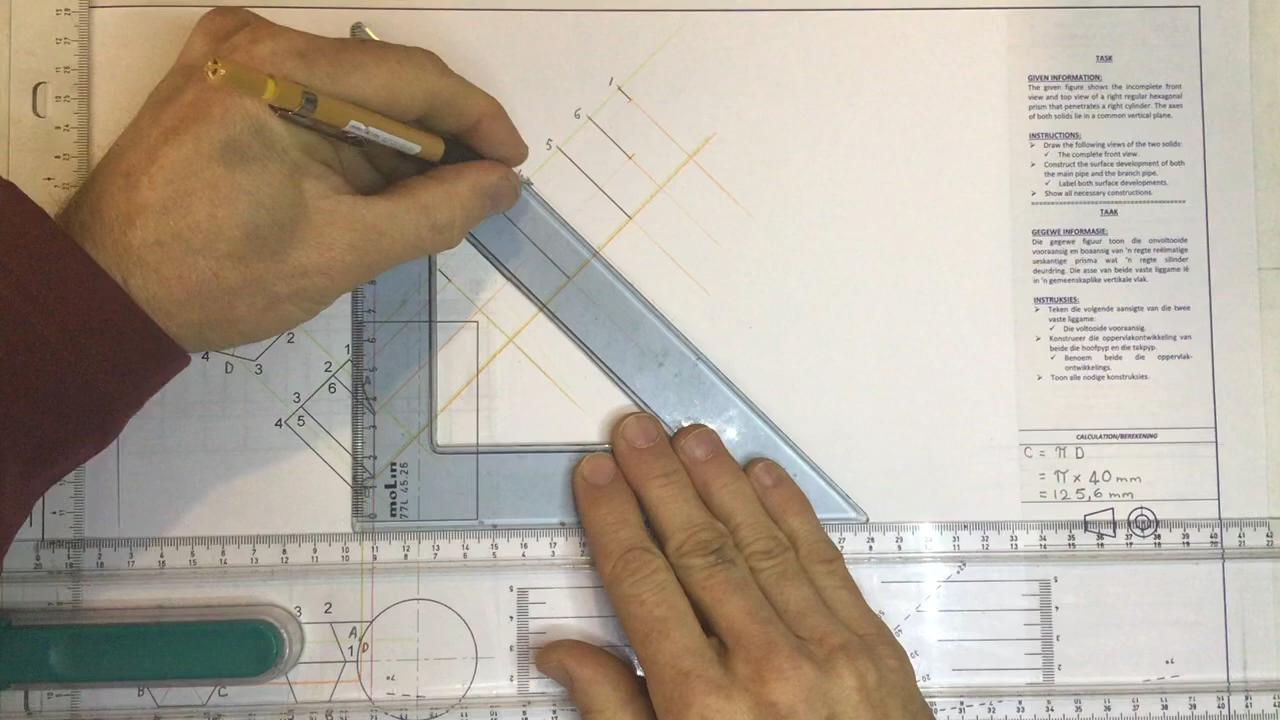 TASK
GIVEN INFORMATION:
The given figure shows the incomplete front
view and top view of a right regular hexagonal
prism that penetrates a right cylinder. The axes
of both solids lie in a common vertical plane.
INSTRUCTIONS:
➢ Draw the following views of the two solids:
✓ The complete front view.
➢ Construct the surface development of both
the main pipe and the branch pipe.
✓ Label both surface developments.
➢ Show all necessary constructions.
TAAK
GEGEWE INFORMASIE:
Die gegewe figuur toon die onvoltooide
vooraansig en boaansig van 'n regte reëlmatige
seskantige prisma wat 'n regte silinder
deurdring. Die asse van beide vaste liggame lê
in 'n gemeenskaplike vertikale vlak.
INSTRUKSIES:
➢ Teken die volgende aansigte van die twee
vaste liggame:
✓ Die voltooide vooraansig.
➢ Konstrueer die oppervlakontwikkeling van
beide die hoofpyp en die takpyp.
✓ Benoem beide die oppervlak-
ontwikkelings.
➢ Toon alle nodige konstruksies.
CALCULATION/BEREKENING
C = π D
= π × 40 mm
= 125,6 mm
1
6
5
2
4
D
3
1
2
6
3
4
5
moLin
77L 45.26
3
2
A
D
B
C